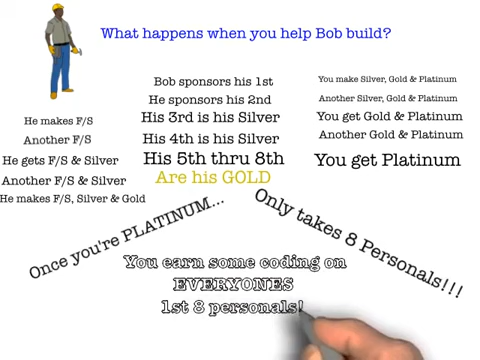 What happens when you help Bob build?
Bob sponsors his 1st
He sponsors his 2nd
His 3rd is his Silver
His 4th is his Silver
His 5th thru 8th
Are his GOLD
He makes F/S
Another F/S
He gets F/S & Silver
Another F/S & Silver
He makes F/S, Silver & Gold
You make Silver, Gold & Platinum
Another Silver, Gold & Platinum
You get Gold & Platinum
Another Gold & Platinum
You get Platinum
Once you're PLATINUM...
Only takes 8 Personals!!!
You earn some coding on
EVERYONES
1st 8 personals!